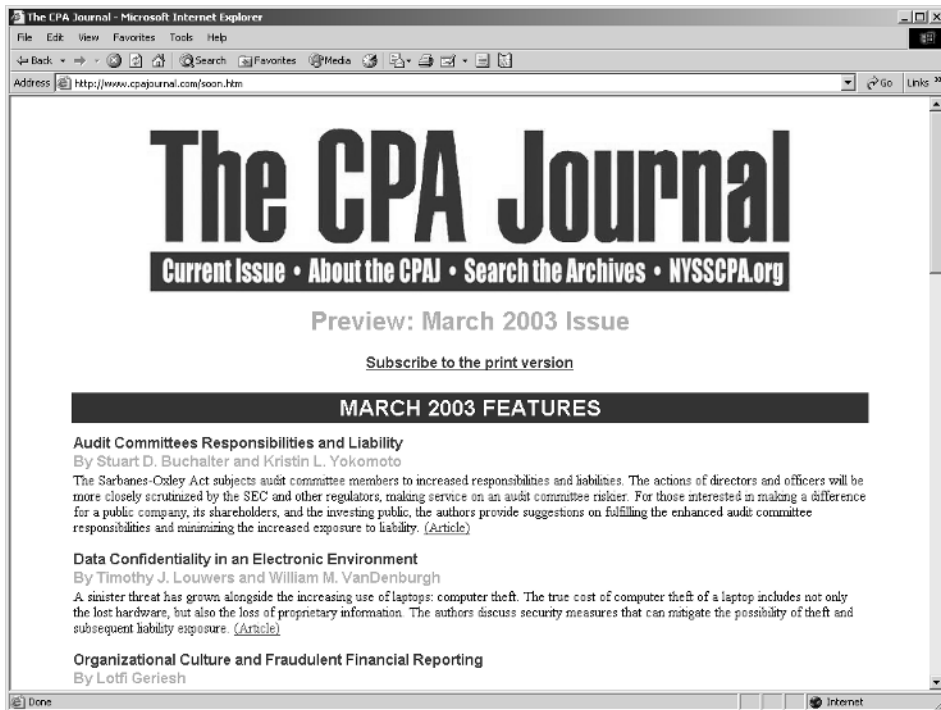 The CPA Journal - Microsoft Internet Explorer
File Edit View Favorites Tools Help
Back Search Favorites Media
Address http://www.cpajournal.com/soon.htm Go Links »
The CPA Journal
Current Issue • About the CPAJ • Search the Archives • NYSSCPA.org
Preview: March 2003 Issue
Subscribe to the print version
MARCH 2003 FEATURES
Audit Committees Responsibilities and Liability
By Stuart D. Buchalter and Kristin L. Yokomoto
The Sarbanes-Oxley Act subjects audit committee members to increased responsibilities and liabilities. The actions of directors and officers will be
more closely scrutinized by the SEC and other regulators, making service on an audit committee riskier. For those interested in making a difference
for a public company, its shareholders, and the investing public, the authors provide suggestions on fulfilling the enhanced audit committee
responsibilities and minimizing the increased exposure to liability. (Article)
Data Confidentiality in an Electronic Environment
By Timothy J. Louwers and William M. VanDenburgh
A sinister threat has grown alongside the increasing use of laptops: computer theft. The true cost of computer theft of a laptop includes not only
the lost hardware, but also the loss of proprietary information. The authors discuss security measures that can mitigate the possibility of theft and
subsequent liability exposure. (Article)
Organizational Culture and Fraudulent Financial Reporting
By Lotfi Geriesh
Done Internet